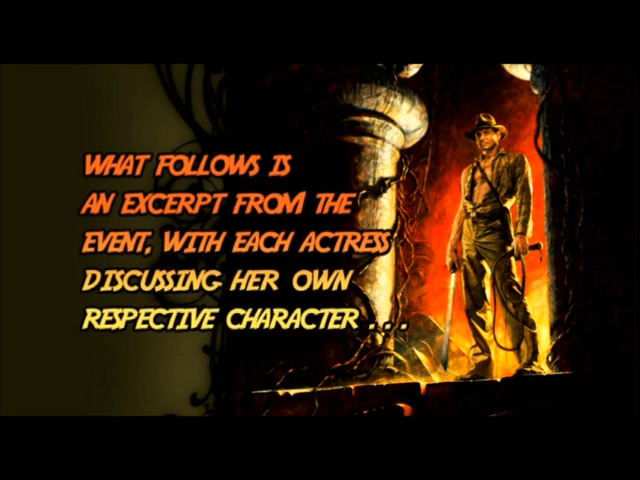 WHAT FOLLOWS IS
AN EXCERPT FROM THE
EVENT, WITH EACH ACTRESS
DISCUSSING HER OWN
RESPECTIVE CHARACTER . . .